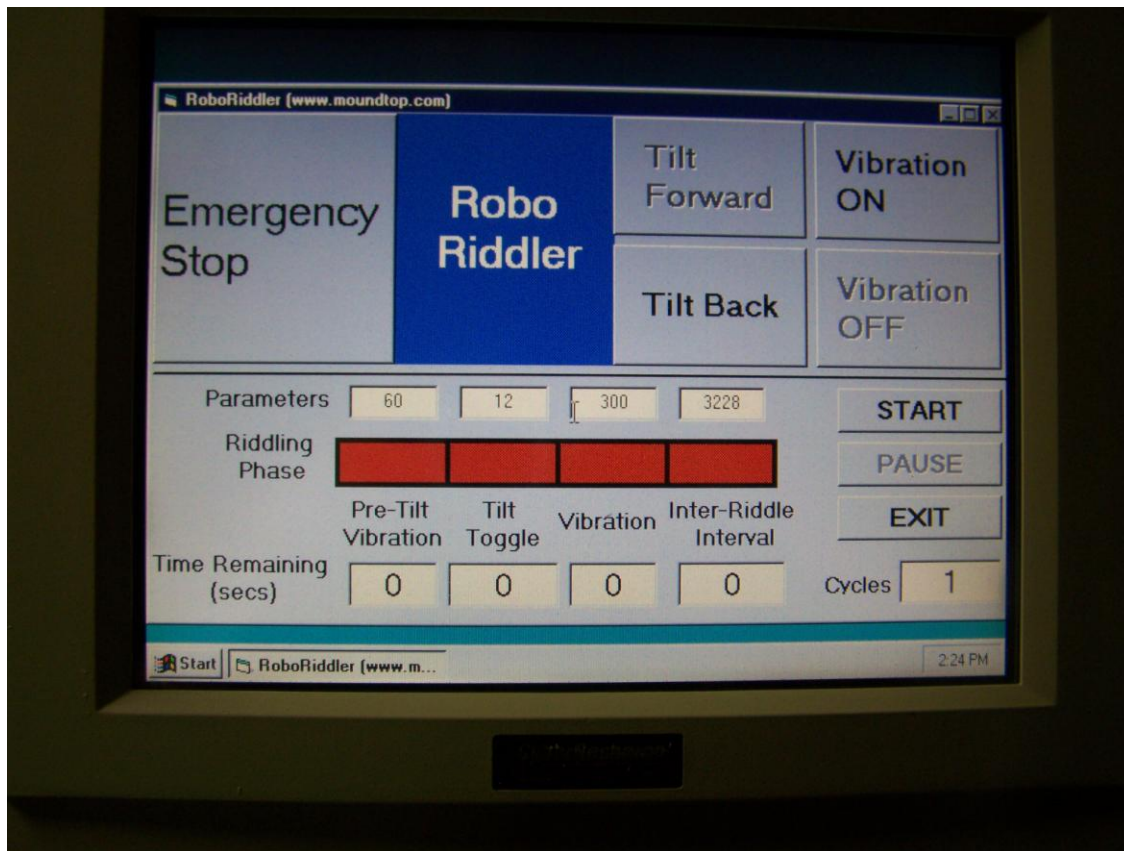 RoboRiddler (www.moundtop.com)
Emergency
Stop
Robo
Riddler
Tilt
Forward
Tilt Back
Vibration
ON
Vibration
OFF
Parameters 60 12 300 3228
START
Riddling
Phase
PAUSE
Pre-Tilt
Vibration
Tilt
Toggle
Vibration
Inter-Riddle
Interval
EXIT
Time Remaining
(secs)
0 0 0 0
Cycles 1
Start RoboRiddler (www.m... 2:24 PM